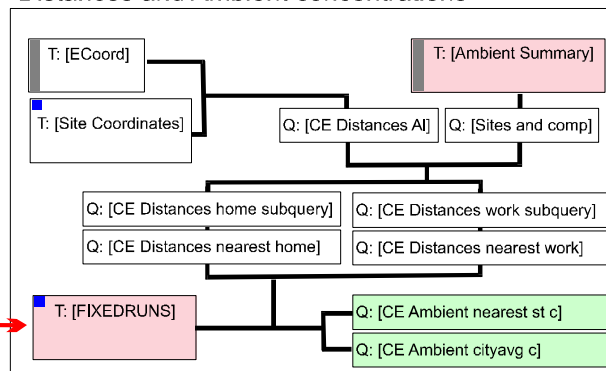 Distances and Ambient concentrations
T: [ECoord]
T: [Ambient Summary]
T: [Site Coordinates]
Q: [CE Distances Al]
Q: [Sites and comp]
Q: [CE Distances home subquery]
Q: [CE Distances work subquery]
Q: [CE Distances nearest home]
Q: [CE Distances nearest work]
T: [FIXEDRUNS]
Q: [CE Ambient nearest st c]
Q: [CE Ambient cityavg c]